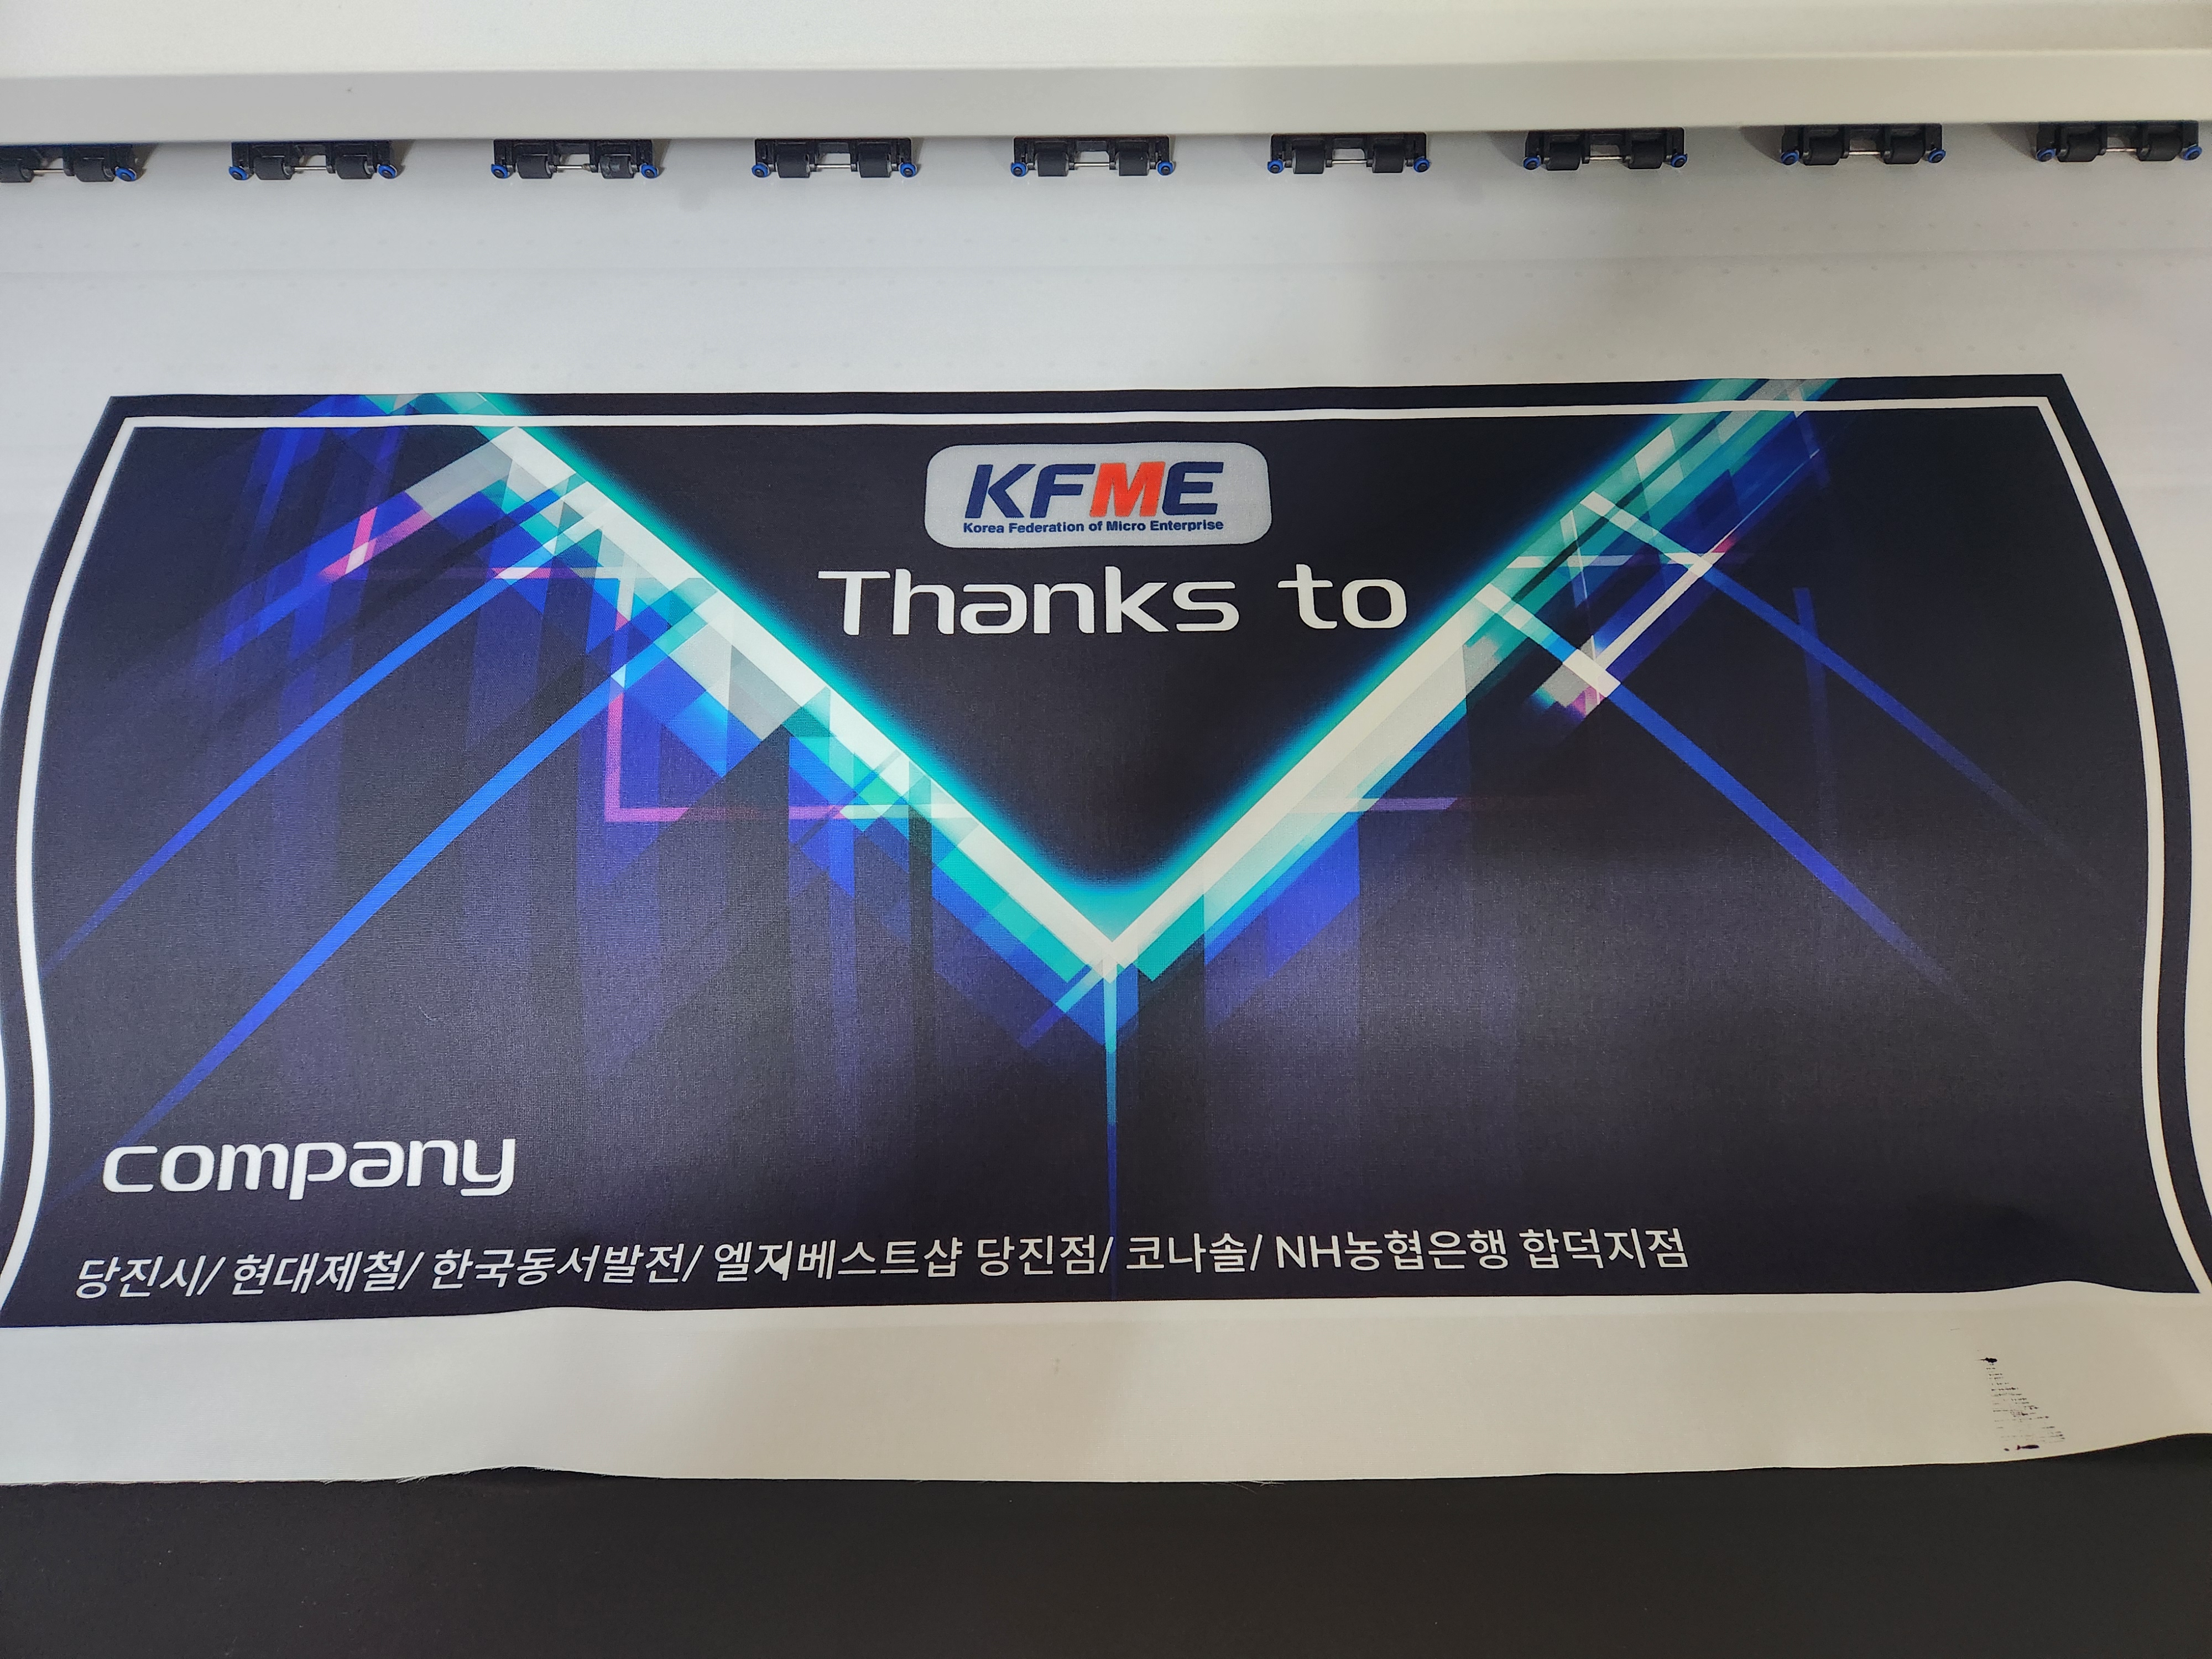 KFME
Korea Federation of Micro Enterprise
Thanks to
company
당진시/ 현대제철/ 한국동서발전/ 엘지베스트샵 당진점/ 코나솔/ NH농협은행 합덕지점